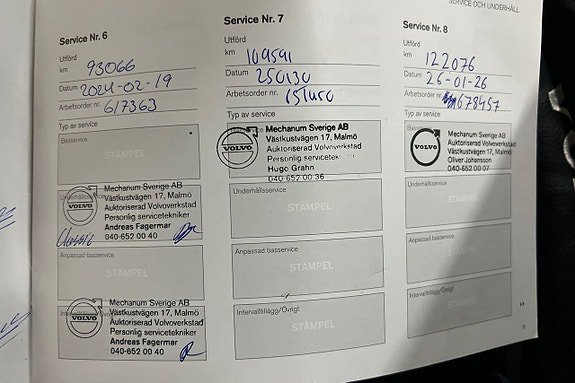 SERVICE OCH UNDERHÅLL
Service Nr. 6
Utförd
km 93066
Datum 2024-02-19
Arbetsorder nr. 617363
Typ av service
Basservice
STÄMPEL
Mechanum Sverige AB
Västkustvägen 17, Malmö
Auktoriserad Volvoverkstad
Personlig servicetekniker
Andreas Fagermar
040-652 00 40
VOLVO
Anpassad basservice
STÄMPEL
Mechanum Sverige AB
Västkustvägen 17, Malmö
Auktoriserad Volvoverkstad
Personlig servicetekniker
Andreas Fagermar
040-652 00 40
VOLVO
Service Nr. 7
Utförd
km 109591
Datum 250130
Arbetsorder nr.
Typ av service
Mechanum Sverige AB
Västkustvägen 17, Malmö
Auktoriserad Volvoverkstad
Personlig servicetekniker
Hugo Grahn
040-652 00 36
VOLVO
Underhållsservice
STÄMPEL
Anpassad basservice
STÄMPEL
Intervalltillägg/Övrigt
STÄMPEL
Service Nr. 8
Utförd
km 122076
Datum 26-01-26
Arbetsorder nr. 678457
Typ av service
Mechanum Sverige AB
Västkustvägen 17, Malmö
Auktoriserad Volvoverkstad
Oliver Johansson
040-652 00 07
VOLVO
Underhållsservice
STÄMPEL
Anpassad basservice
STÄMPEL
Intervalltillägg/Övrigt
STÄMPEL